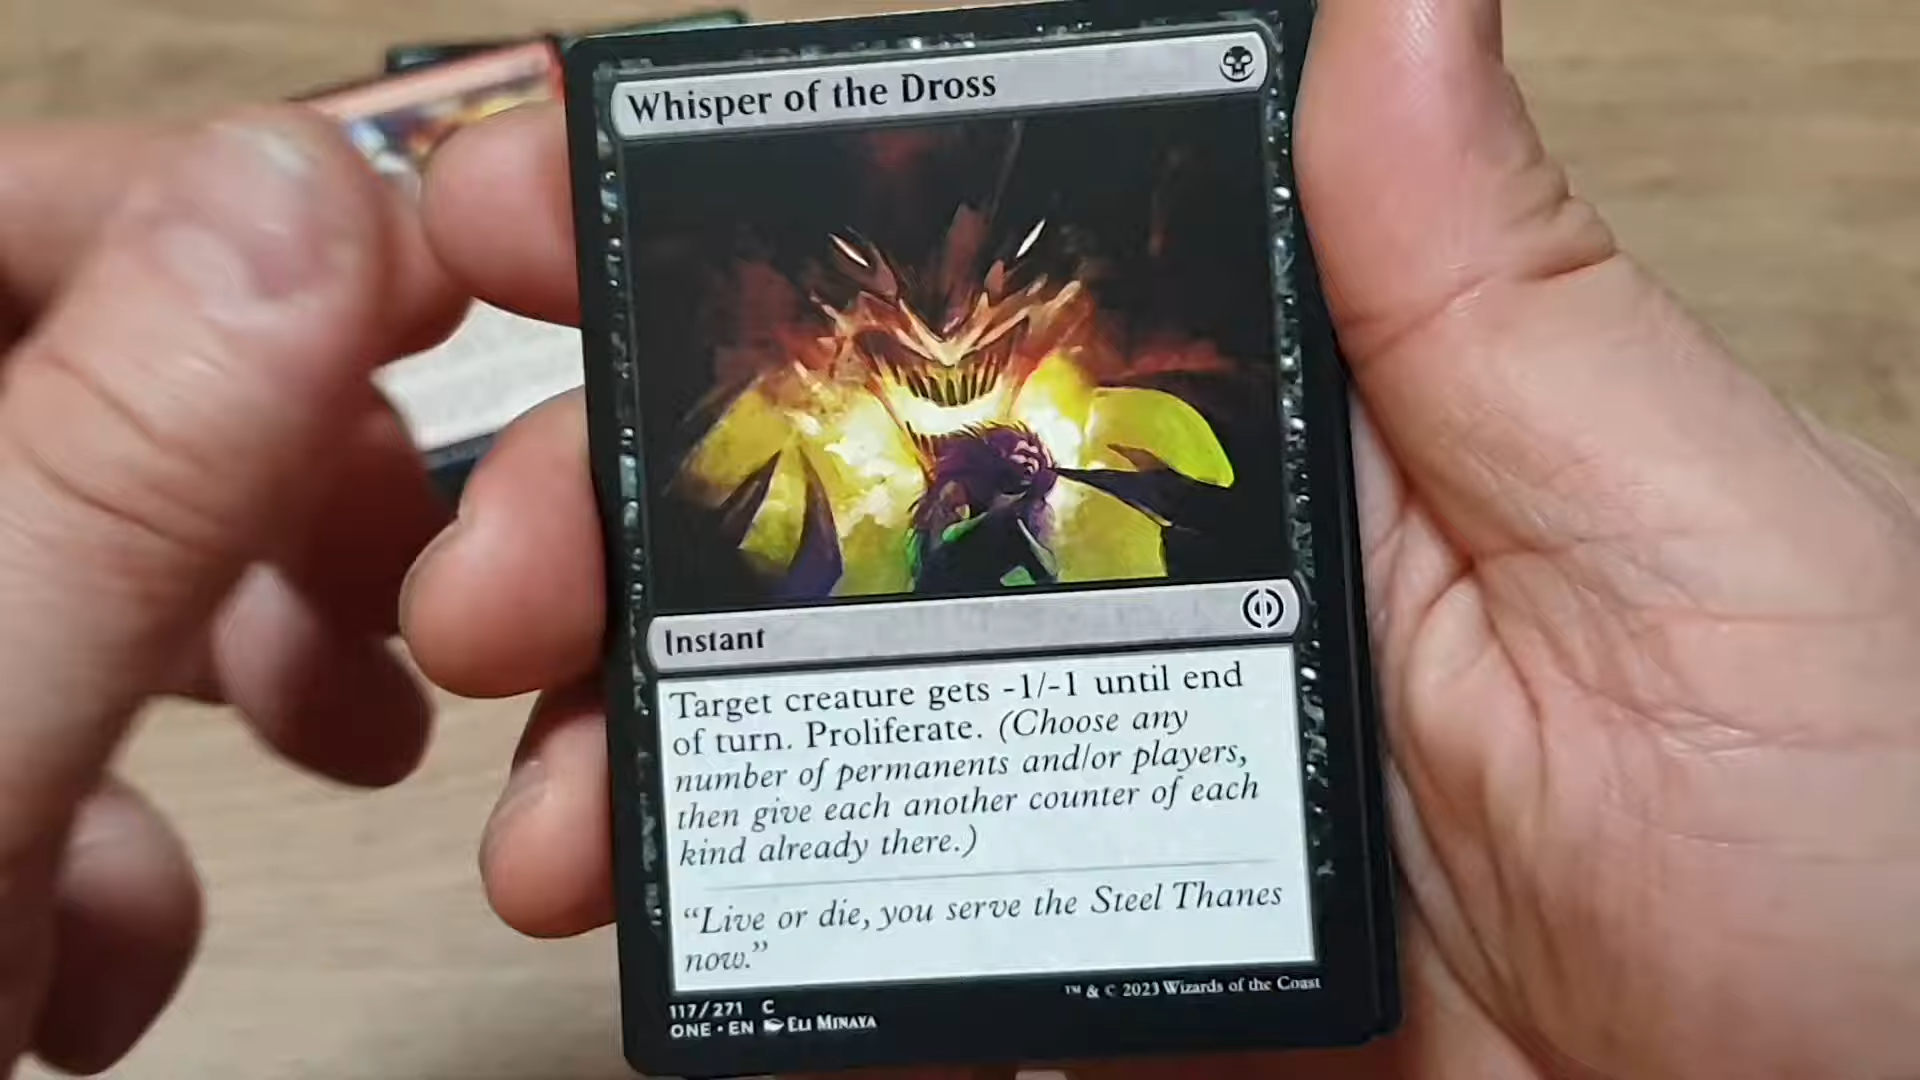 Whisper of the Dross
Instant
Target creature gets -1/-1 until end
of turn. Proliferate. (Choose any
number of permanents and/or players,
then give each another counter of each
kind already there.)
“Live or die, you serve the Steel Thanes
now.”
117/271 C
ONE • EN Eli Minaya
™ & © 2023 Wizards of the Coast